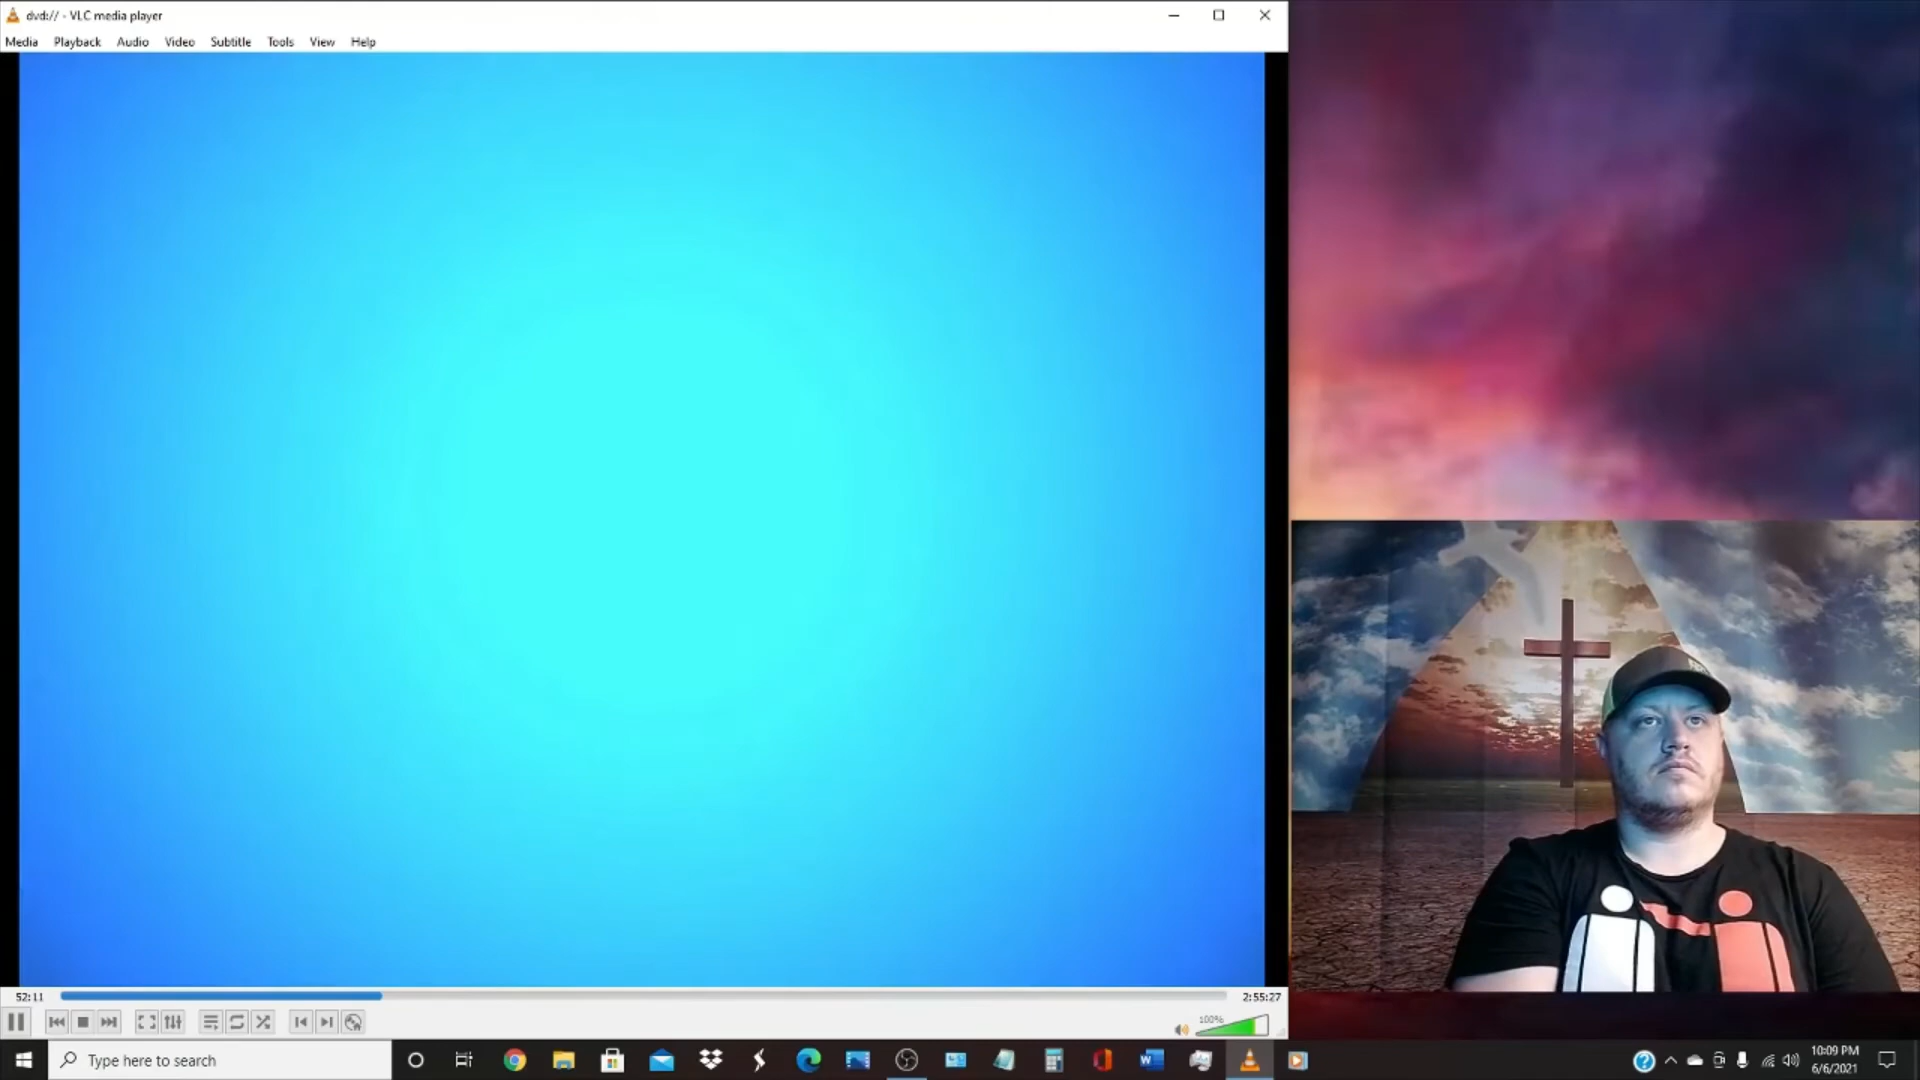 dvd:// - VLC media player
Media Playback Audio Video Subtitle Tools View Help
52:11
2:55:27
100%
Type here to search
10:09 PM
6/6/2021